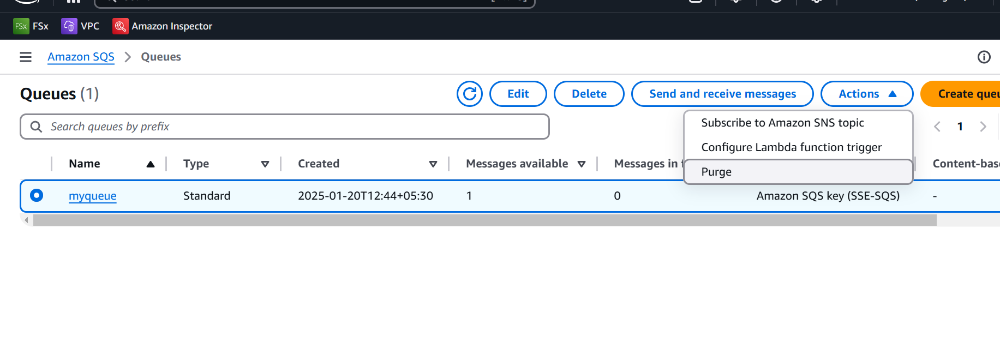 FSx FSx VPC Amazon Inspector
Amazon SQS Queues
Queues (1) Edit Delete Send and receive messages Actions Create queu
Subscribe to Amazon SNS topic
Search queues by prefix 1
Configure Lambda function trigger
Name Type Created Messages available Messages in Content-base
Purge
myqueue Standard 2025-01-20T12:44+05:30 1 0 Amazon SQS key (SSE-SQS) -